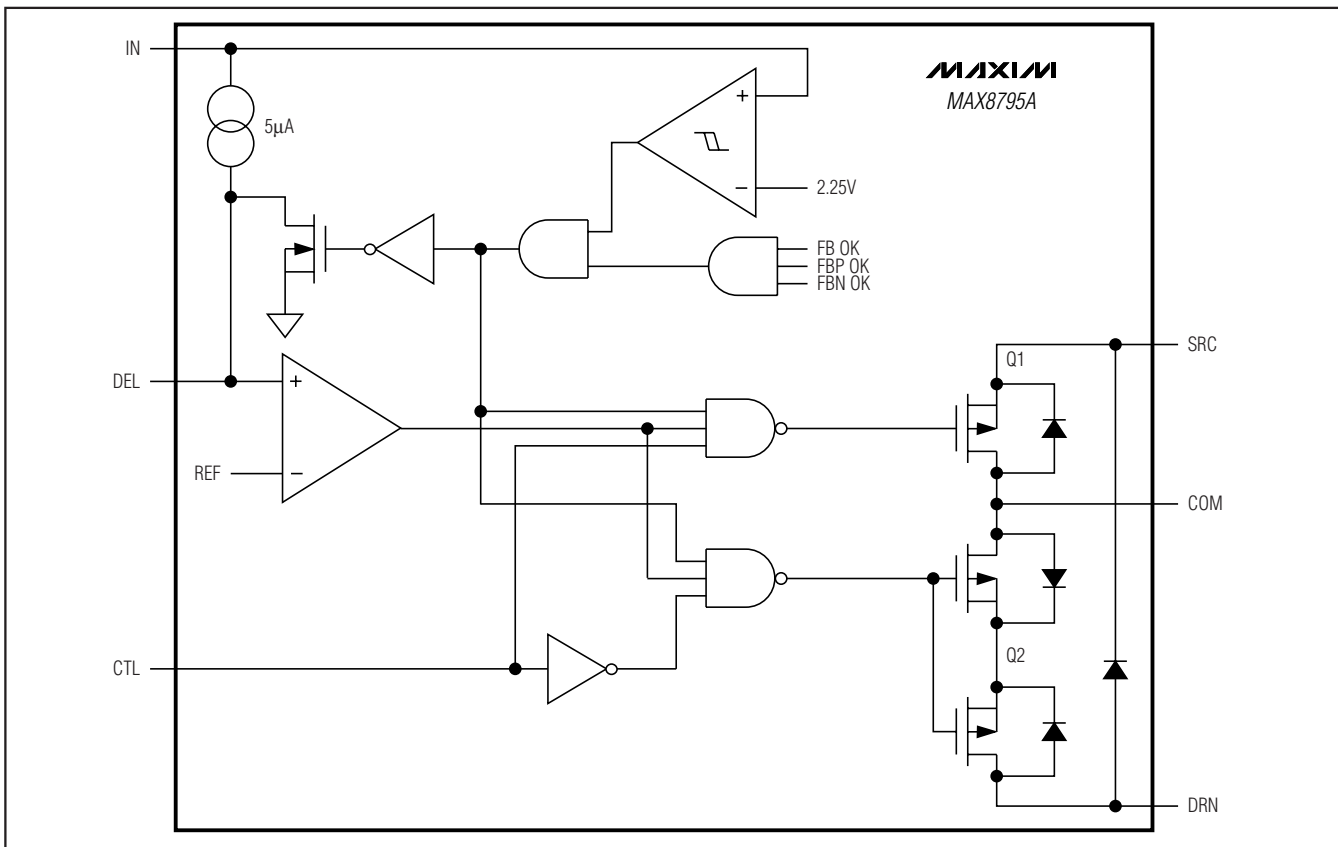 IN
MAXIM
MAX8795A
5µA
+
−
2.25V
FB OK
FBP OK
FBN OK
SRC
Q1
DEL
+
REF
−
COM
Q2
CTL
DRN